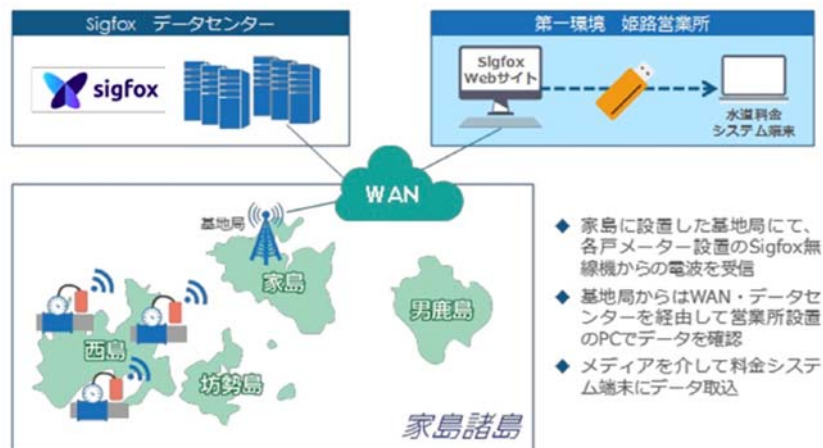 Sigfox データセンター
sigfox
第一環境 姫路営業所
Sigfox
Webサイト
水道料金
システム端末
WAN
基地局
家島
男鹿島
西島
坊勢島
家島諸島
◆ 家島に設置した基地局にて、
各戸メーター設置のSigfox無
線機からの電波を受信
◆ 基地局からはWAN・データセ
ンターを経由して営業所設置
のPCでデータを確認
◆ メディアを介して料金システ
ム端末にデータ取込